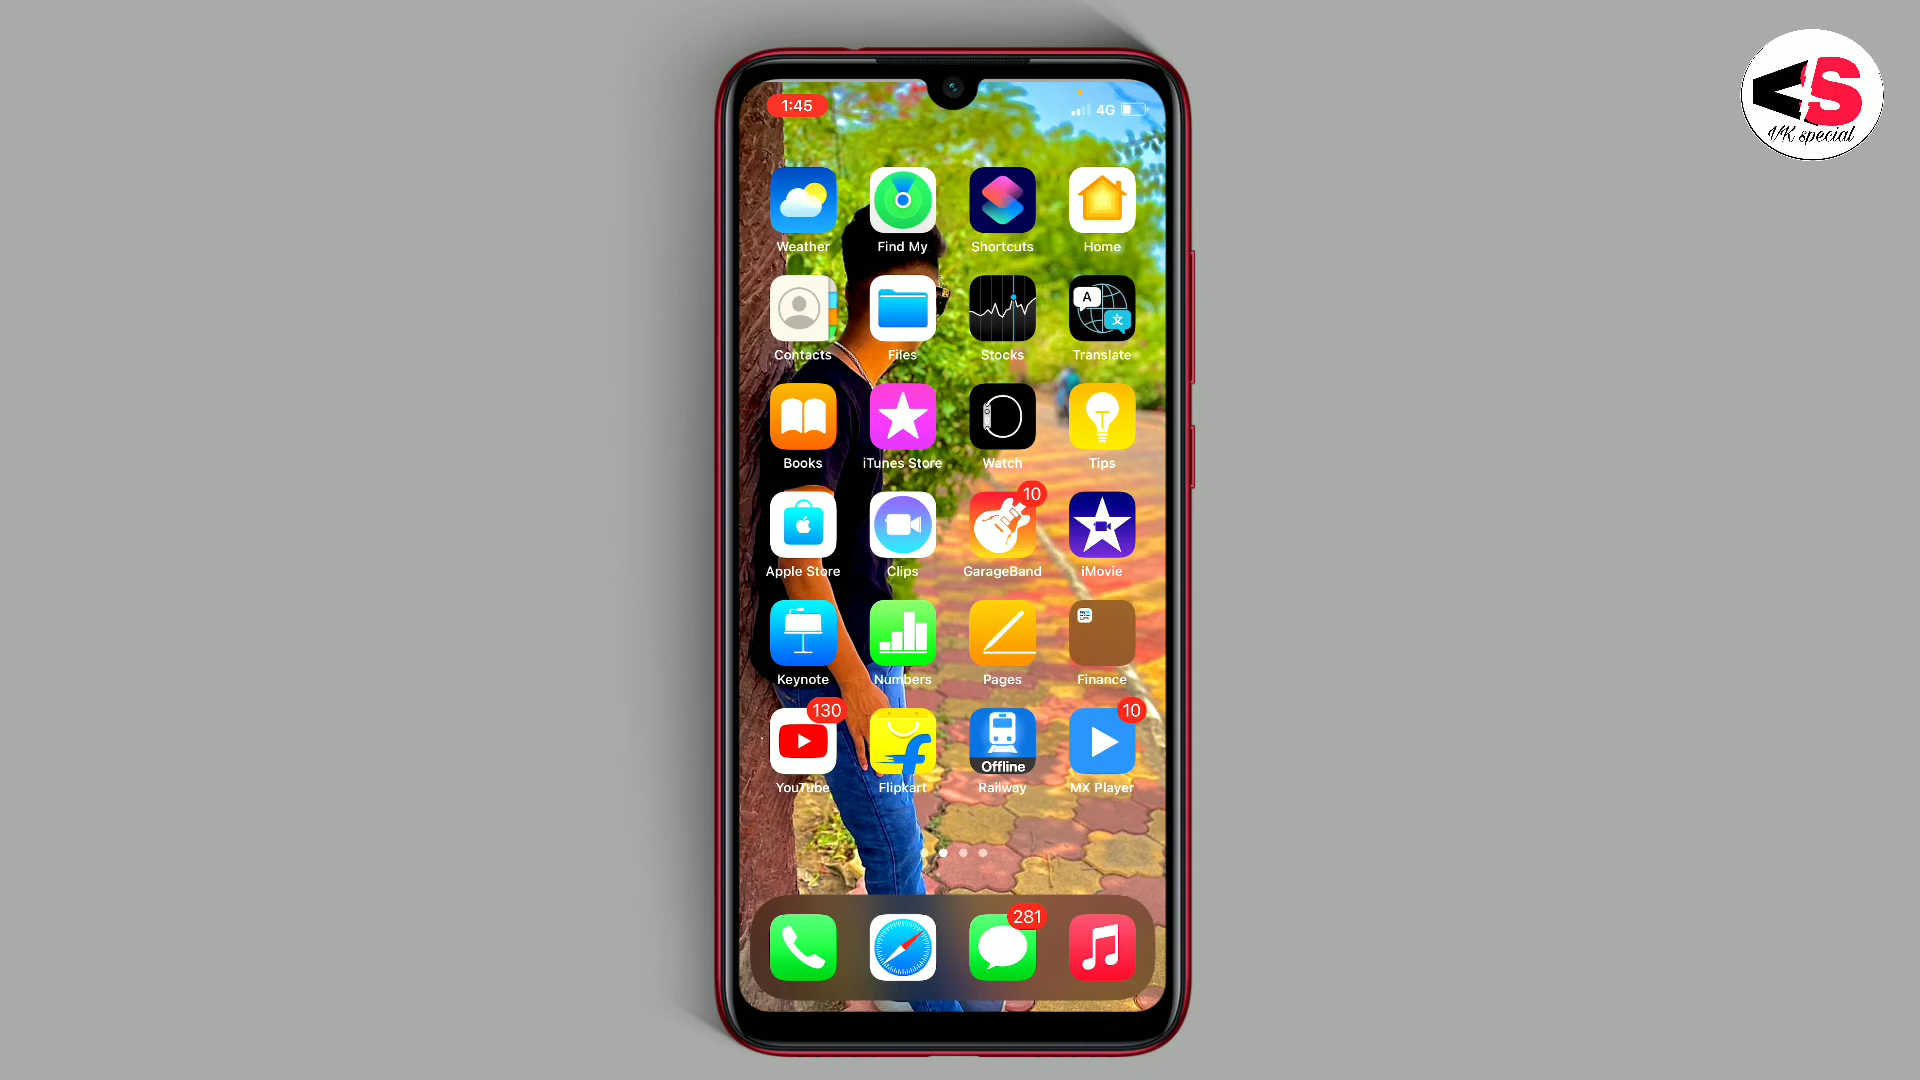 1:45
4G
VK special
Weather
Find My
Shortcuts
Home
A
文
Contacts
Files
Stocks
Translate
Books
iTunes Store
Watch
Tips
10
Apple Store
Clips
GarageBand
iMovie
Keynote
Numbers
Pages
Finance
130
10
Offline
YouTube
Flipkart
Railway
MX Player
281